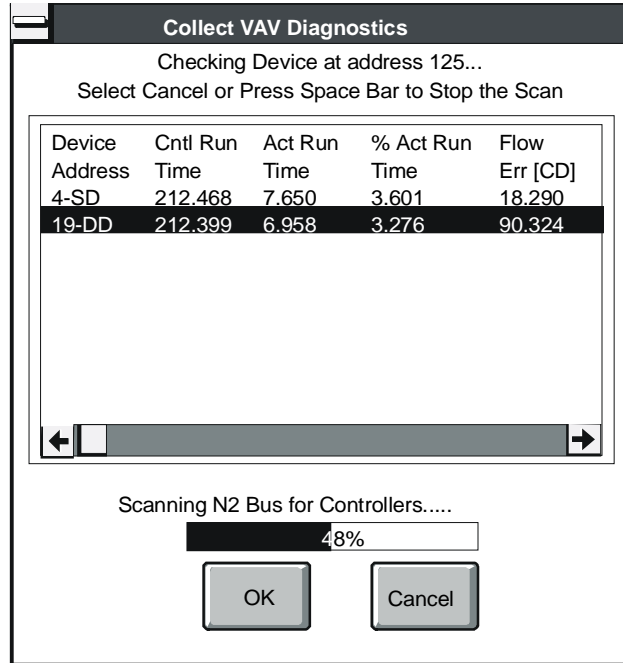 Collect VAV Diagnostics
Checking Device at address 125...
Select Cancel or Press Space Bar to Stop the Scan
Device Cntl Run Act Run % Act Run Flow
Address Time Time Time Err [CD]
4-SD 212.468 7.650 3.601 18.290
19-DD 212.399 6.958 3.276 90.324
Scanning N2 Bus for Controllers.....
48%
OK Cancel